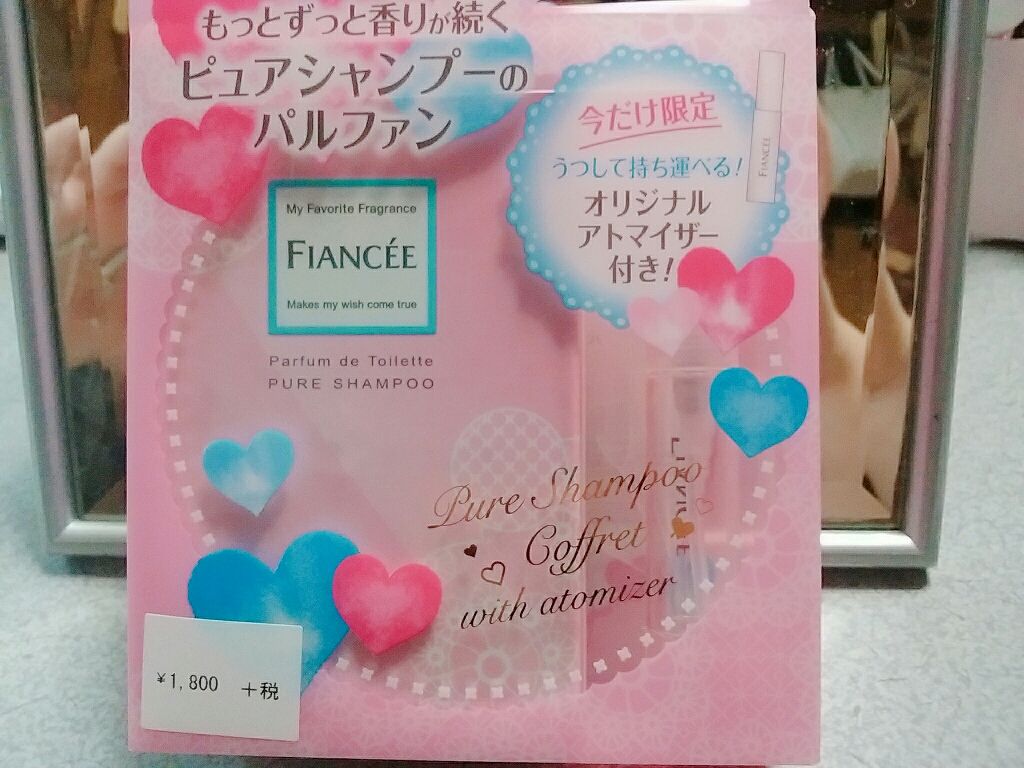 もっとずっと香りが続く
ピュアシャンプーの
パルファン
今だけ限定
うつして持ち運べる!
オリジナル
アトマイザー
付き!
FIANCÉE
My Favorite Fragrance
FIANCÉE
Makes my wish come true
Parfum de Toilette
PURE SHAMPOO
Pure Shampoo
Coffret
with atomizer
¥1,800 +税